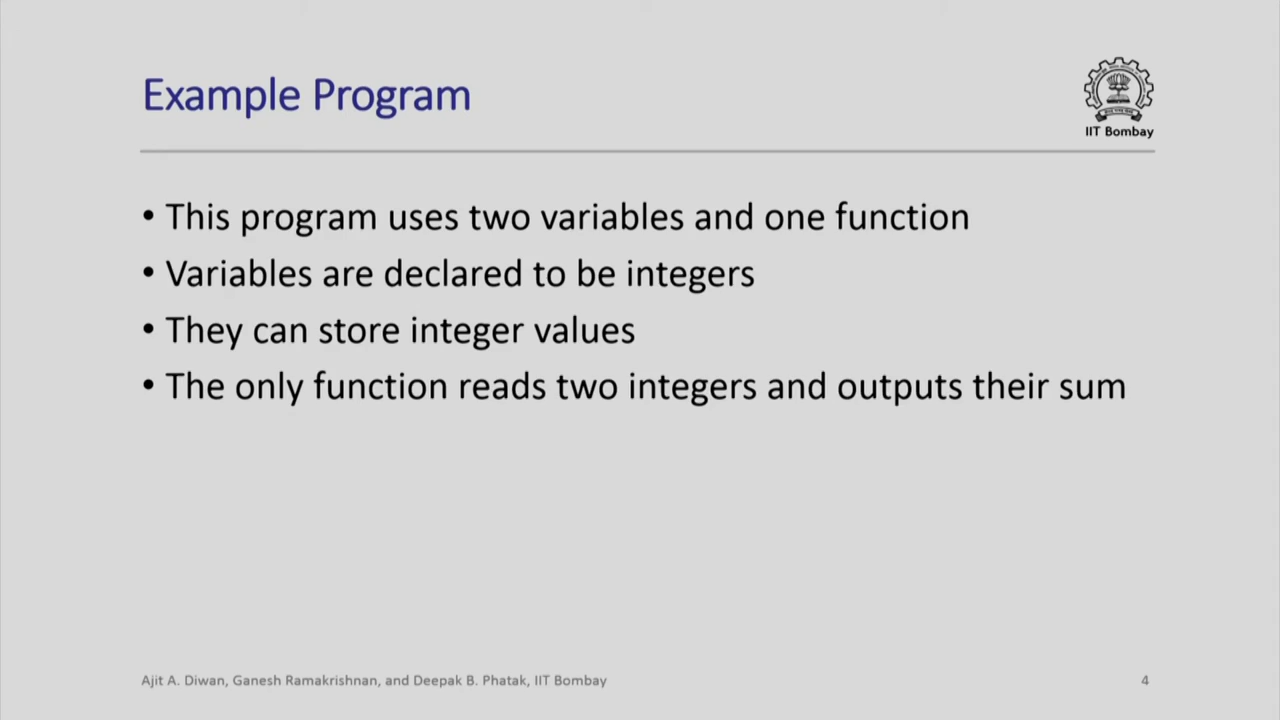 Example Program
IIT Bombay
• This program uses two variables and one function
• Variables are declared to be integers
• They can store integer values
• The only function reads two integers and outputs their sum
Ajit A. Diwan, Ganesh Ramakrishnan, and Deepak B. Phatak, IIT Bombay
4